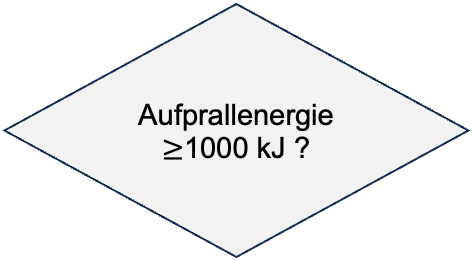 Aufprallenergie
≥1000 kJ ?